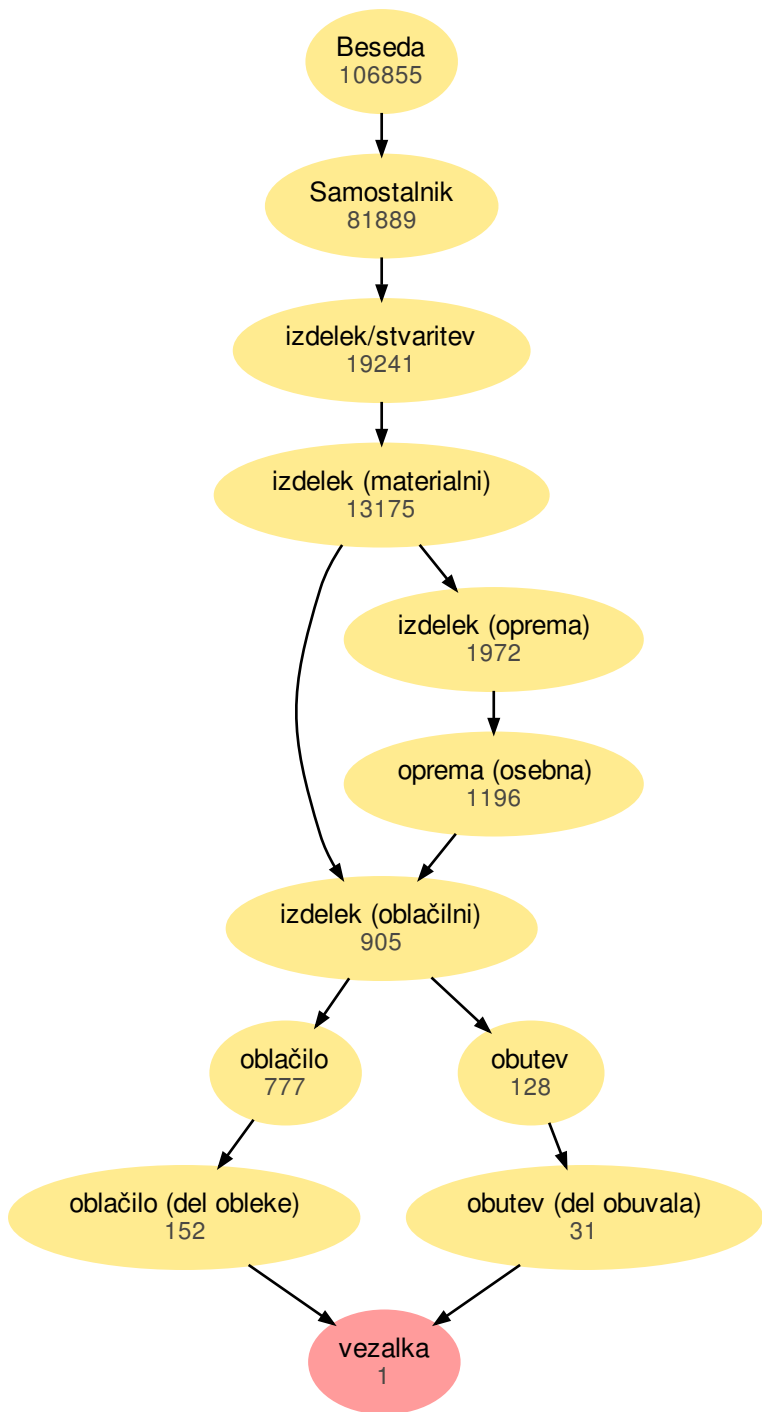 Beseda
106855
Samostalnik
81889
izdelek/stvaritev
19241
izdelek (materialni)
13175
izdelek (oprema)
1972
oprema (osebna)
1196
izdelek (oblačilni)
905
oblačilo
777
obutev
128
oblačilo (del obleke)
152
obutev (del obuvala)
31
vezalka
1